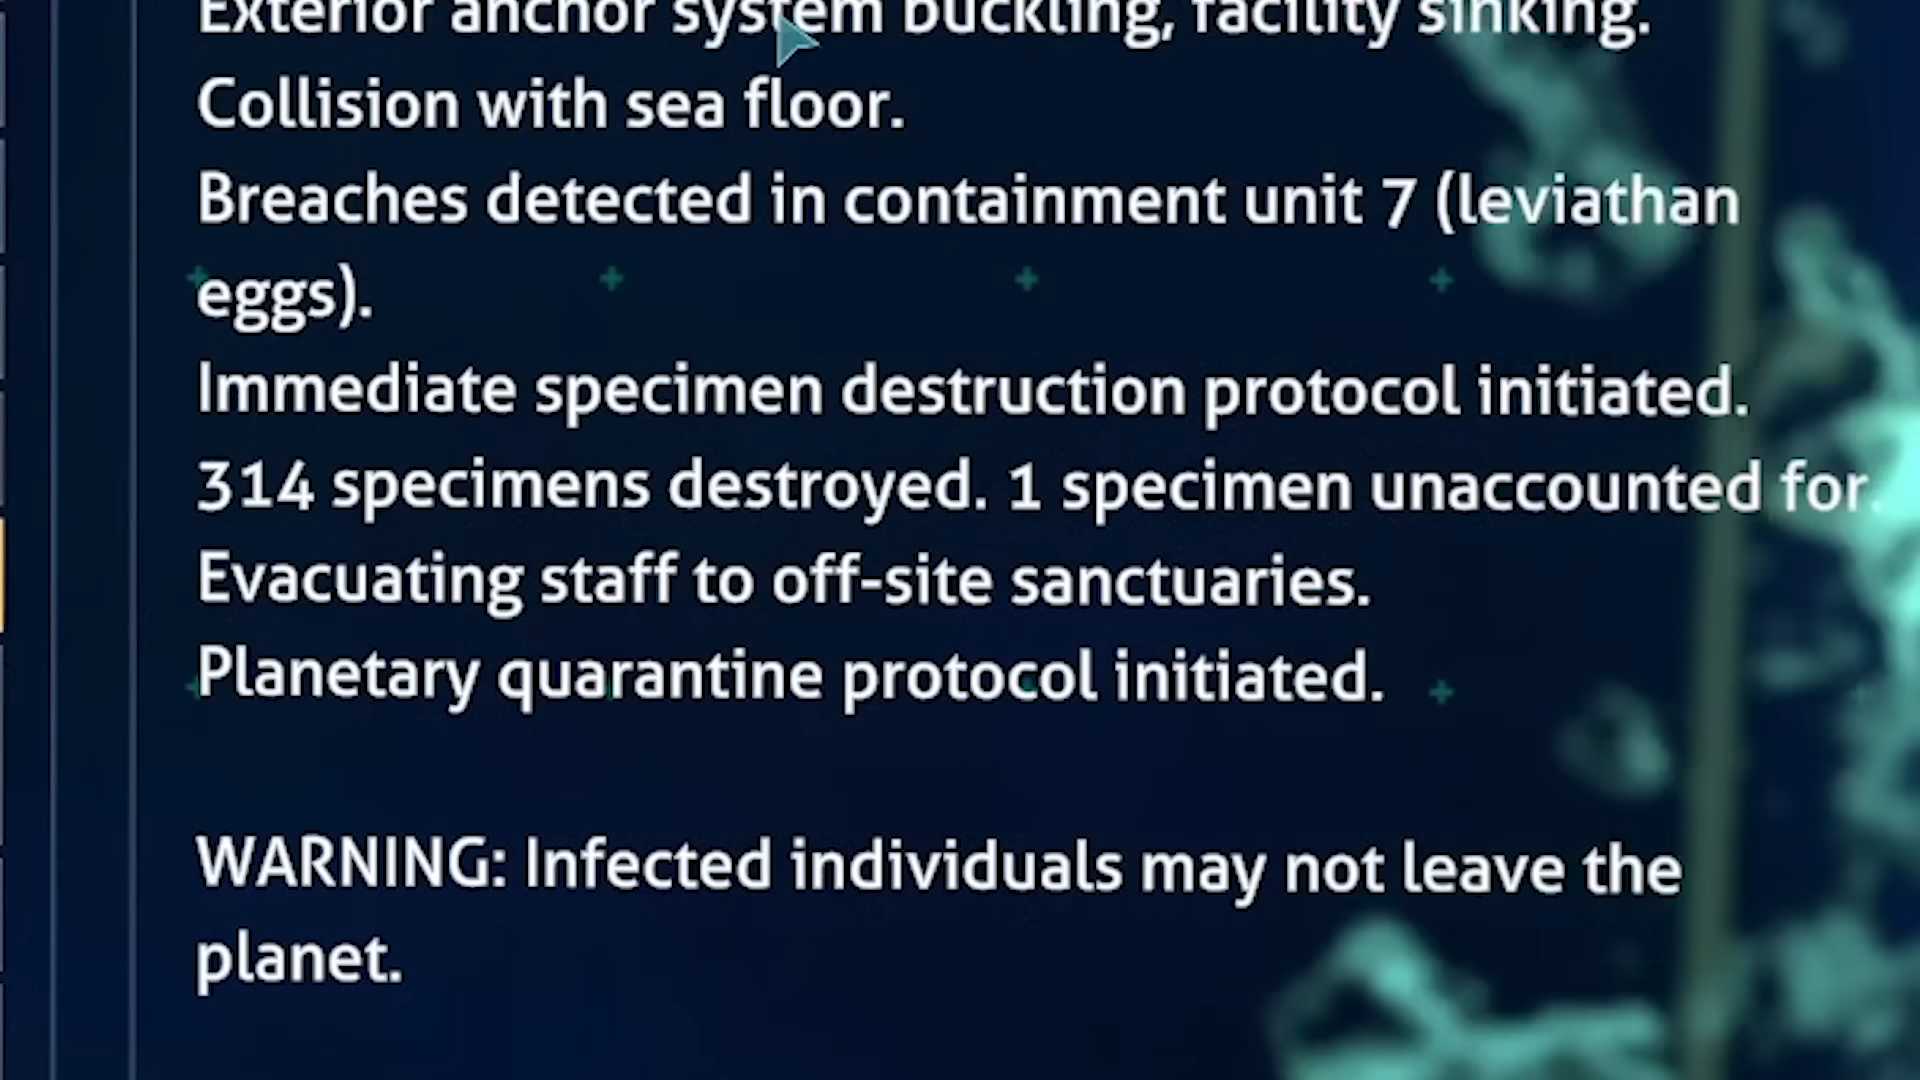 Exterior anchor system buckling, facility sinking.
Collision with sea floor.
Breaches detected in containment unit 7 (leviathan
eggs).
Immediate specimen destruction protocol initiated.
314 specimens destroyed. 1 specimen unaccounted for.
Evacuating staff to off-site sanctuaries.
Planetary quarantine protocol initiated.
WARNING: Infected individuals may not leave the
planet.